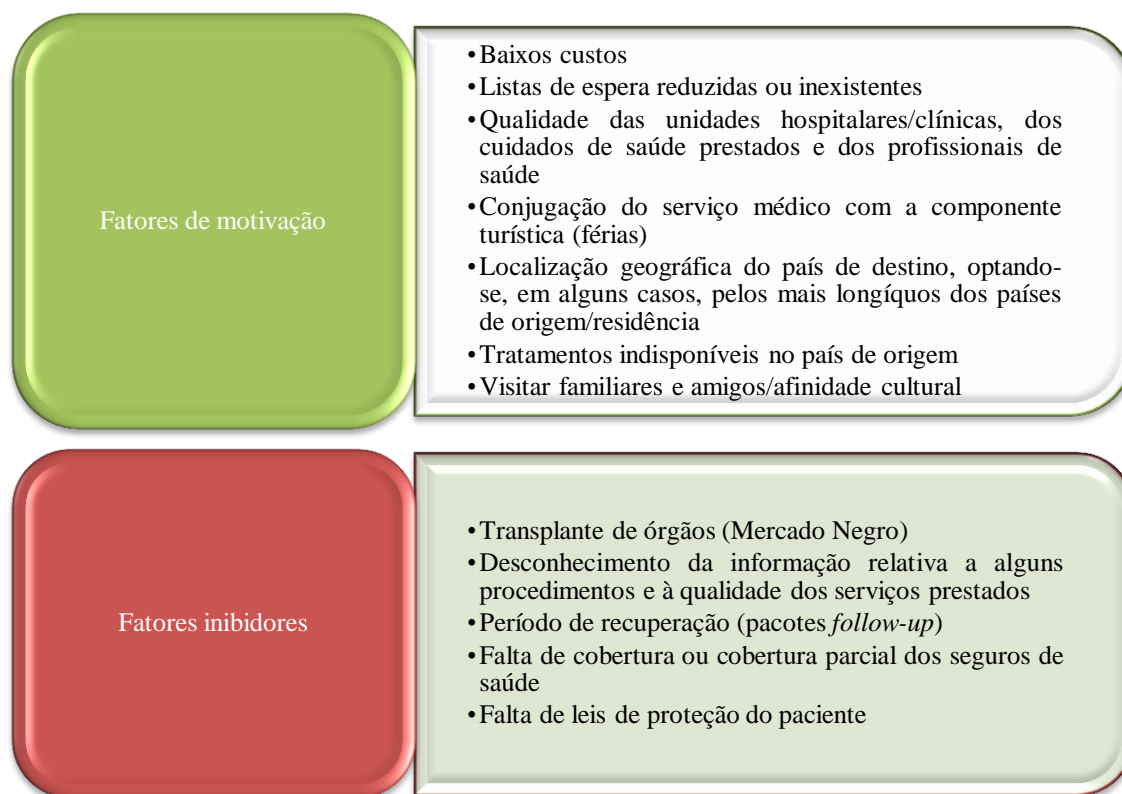 Fatores de motivação
•Baixos custos
•Listas de espera reduzidas ou inexistentes
•Qualidade das unidades hospitalares/clínicas, dos
cuidados de saúde prestados e dos profissionais de
saúde
•Conjugação do serviço médico com a componente
turística (férias)
•Localização geográfica do país de destino, optando-
se, em alguns casos, pelos mais longíquos dos países
de origem/residência
•Tratamentos indisponíveis no país de origem
•Visitar familiares e amigos/afinidade cultural
Fatores inibidores
•Transplante de órgãos (Mercado Negro)
•Desconhecimento da informação relativa a alguns
procedimentos e à qualidade dos serviços prestados
•Período de recuperação (pacotes follow-up)
•Falta de cobertura ou cobertura parcial dos seguros de
saúde
•Falta de leis de proteção do paciente